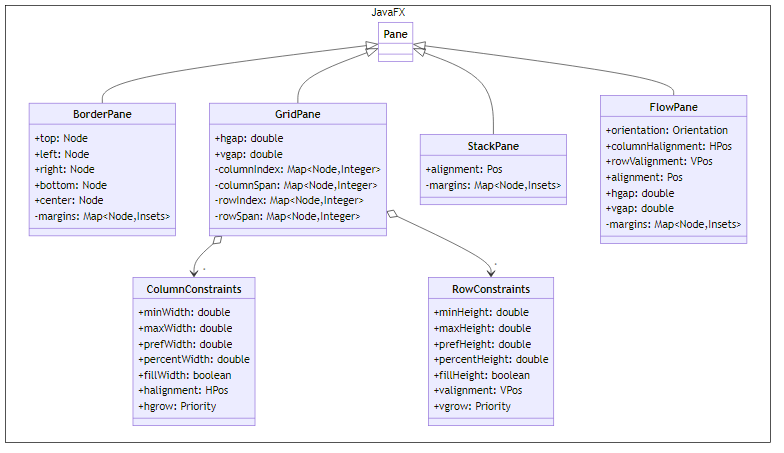 JavaFX
Pane
BorderPane
+top: Node
+left: Node
+right: Node
+bottom: Node
+center: Node
-margins: Map<Node,Insets>
GridPane
+hgap: double
+vgap: double
-columnIndex: Map<Node,Integer>
-columnSpan: Map<Node,Integer>
-rowIndex: Map<Node,Integer>
-rowSpan: Map<Node,Integer>
StackPane
+alignment: Pos
-margins: Map<Node,Insets>
FlowPane
+orientation: Orientation
+columnHalignment: HPos
+rowValignment: VPos
+alignment: Pos
+hgap: double
+vgap: double
-margins: Map<Node,Insets>
*
*
ColumnConstraints
+minWidth: double
+maxWidth: double
+prefWidth: double
+percentWidth: double
+fillWidth: boolean
+halignment: HPos
+hgrow: Priority
RowConstraints
+minHeight: double
+maxHeight: double
+prefHeight: double
+percentHeight: double
+fillHeight: boolean
+valignment: VPos
+vgrow: Priority